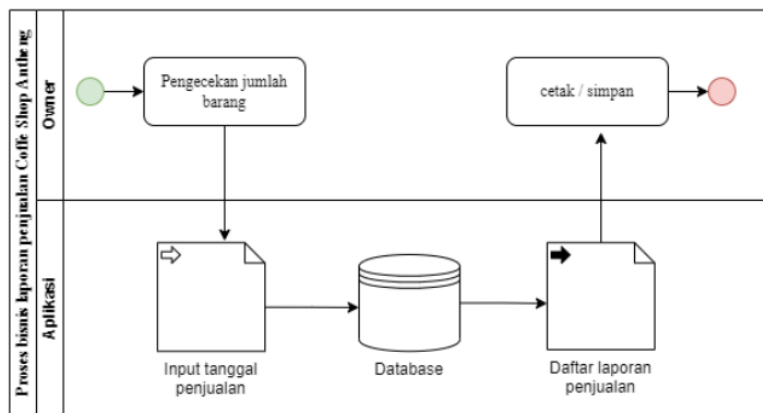 Proses bisnis laporan penjualan Coffe Shop Antheng
Owner
Pengecekan jumlah
barang
cetak / simpan
Aplikasi
Input tanggal
penjualan
Database
Daftar laporan
penjualan